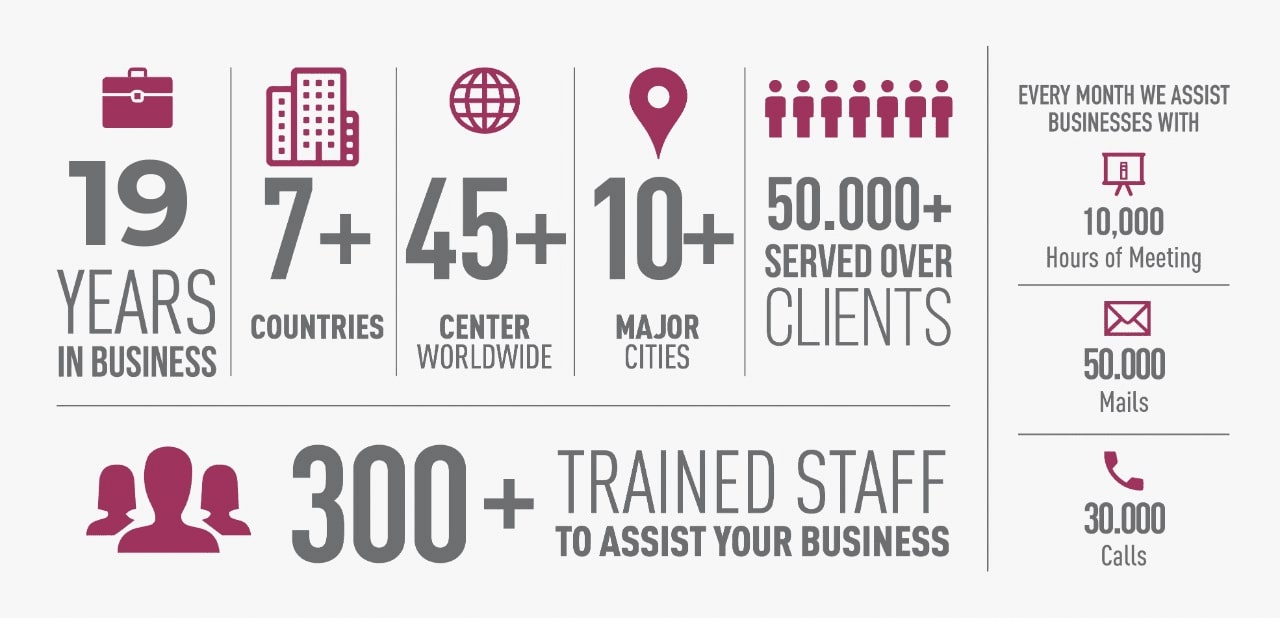 19
YEARS
IN BUSINESS
7+
COUNTRIES
45+
CENTER
WORLDWIDE
10+
MAJOR
CITIES
50.000+
SERVED OVER
CLIENTS
300+
TRAINED STAFF
TO ASSIST YOUR BUSINESS
EVERY MONTH WE ASSIST
BUSINESSES WITH
10,000
Hours of Meeting
50.000
Mails
30.000
Calls